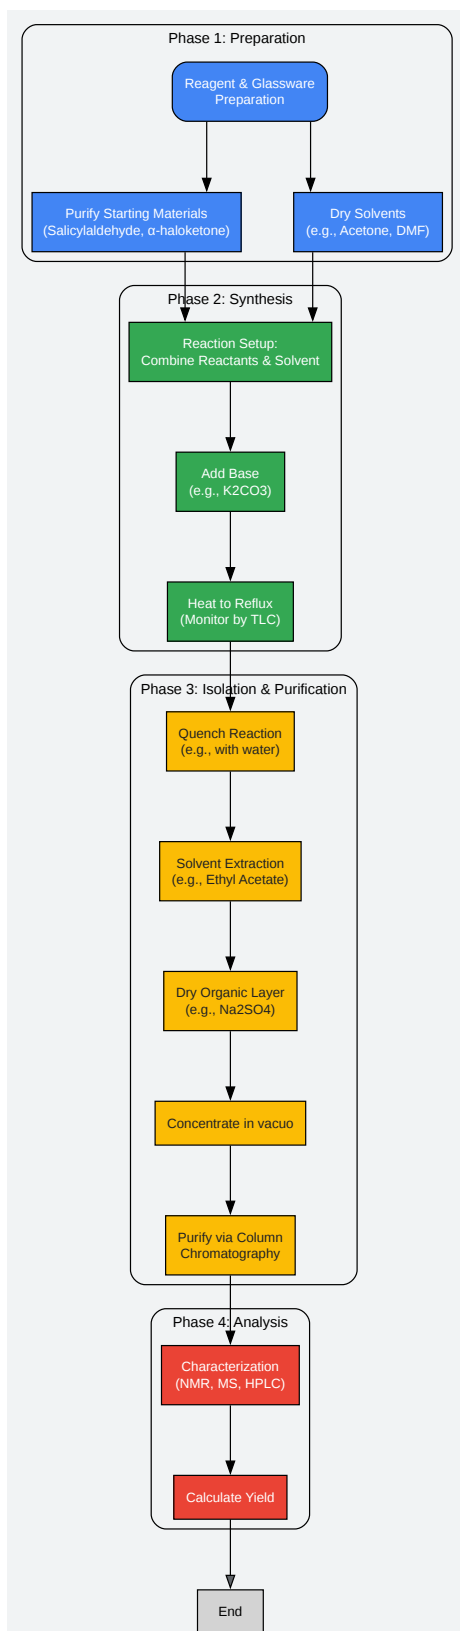 Phase 1: Preparation
Reagent & Glassware
Preparation
Purify Starting Materials
(Salicylaldehyde, α-haloketone)
Dry Solvents
(e.g., Acetone, DMF)
Phase 2: Synthesis
Reaction Setup:
Combine Reactants & Solvent
Add Base
(e.g., K2CO3)
Heat to Reflux
(Monitor by TLC)
Phase 3: Isolation & Purification
Quench Reaction
(e.g., with water)
Solvent Extraction
(e.g., Ethyl Acetate)
Dry Organic Layer
(e.g., Na2SO4)
Concentrate in vacuo
Purify via Column
Chromatography
Phase 4: Analysis
Characterization
(NMR, MS, HPLC)
Calculate Yield
End